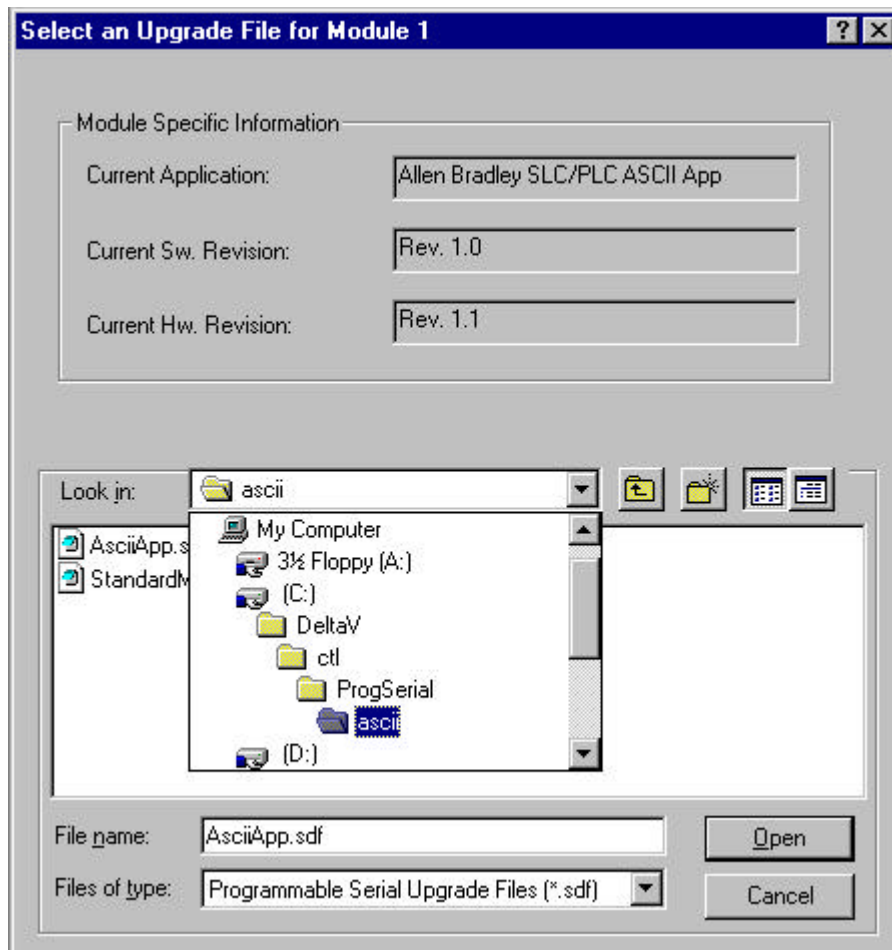 Select an Upgrade File for Module 1
Module Specific Information
Current Application: Allen Bradley SLC/PLC ASCII App
Current Sw. Revision: Rev. 1.0
Current Hw. Revision: Rev. 1.1
Look in: ascii
My Computer
3½ Floppy (A:)
(C:)
DeltaV
ctl
ProgSerial
ascii
(D:)
AsciiApp.s
StandardM
File name: AsciiApp.sdf
Open
Files of type: Programmable Serial Upgrade Files (*.sdf)
Cancel